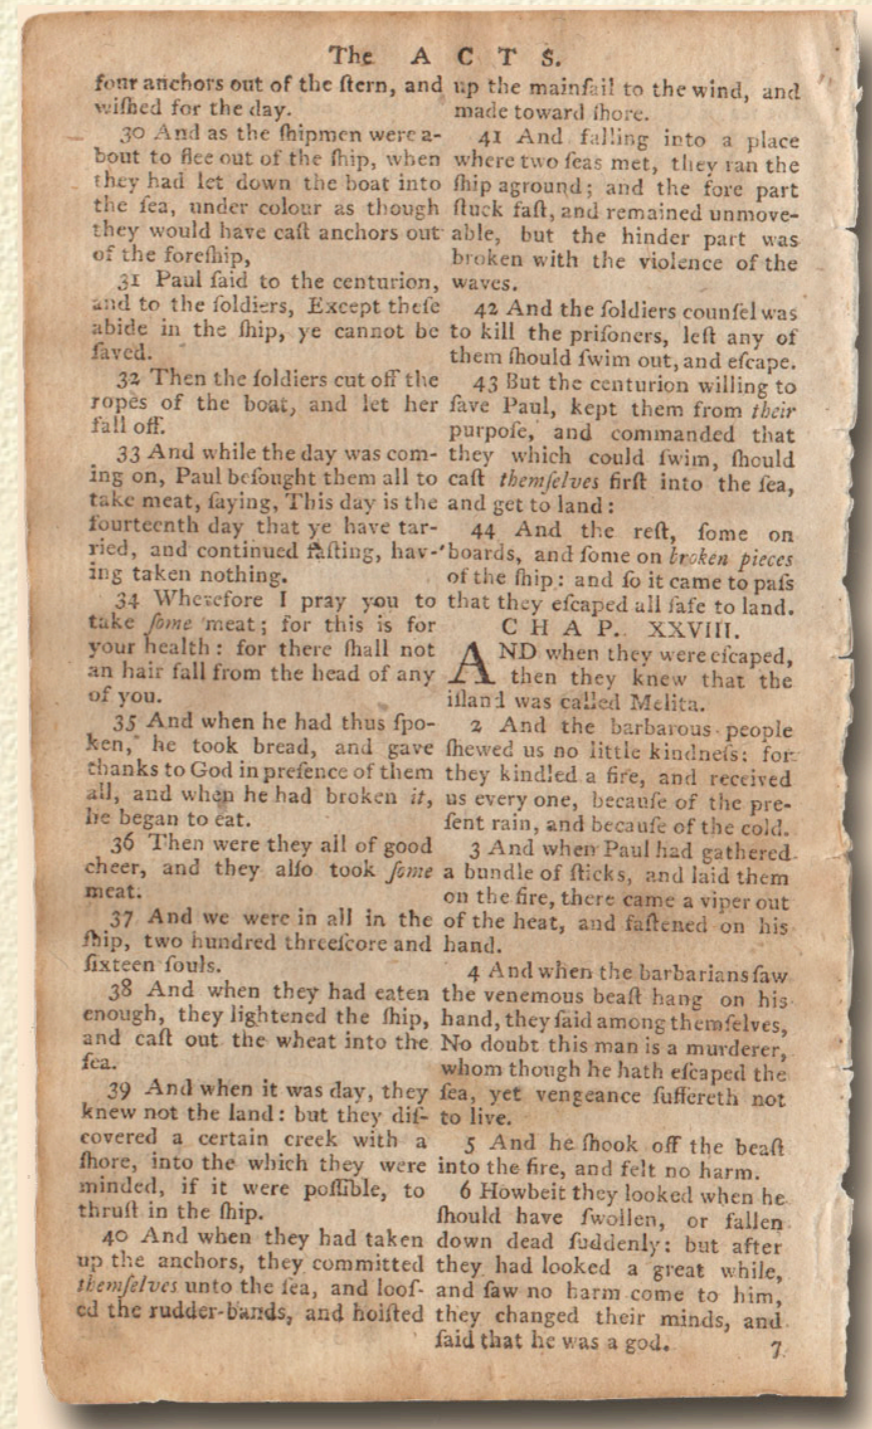 The A C T S.
four anchors out of the ſtern, and
wiſhed for the day.
30 And as the ſhipmen were a-
bout to flee out of the ſhip, when
they had let down the boat into
the ſea, under colour as though
they would have caſt anchors out
of the foreſhip,
31 Paul ſaid to the centurion,
and to the ſoldiers, Except theſe
abide in the ſhip, ye cannot be
ſaved.
32 Then the ſoldiers cut off the
ropes of the boat, and let her
fall off.
33 And while the day was com-
ing on, Paul beſought them all to
take meat, ſaying, This day is the
fourteenth day that ye have tar-
ried, and continued faſting, hav-
ing taken nothing.
34 Wherefore I pray you to
take ſome meat; for this is for
your health: for there ſhall not
an hair fall from the head of any
of you.
35 And when he had thus ſpo-
ken, he took bread, and gave
thanks to God in preſence of them
all, and when he had broken it,
he began to eat.
36 Then were they all of good
cheer, and they alſo took ſome
meat.
37 And we were in all in the
ſhip, two hundred threeſcore and
ſixteen ſouls.
38 And when they had eaten
enough, they lightened the ſhip,
and caſt out the wheat into the
ſea.
39 And when it was day, they
knew not the land: but they diſ-
covered a certain creek with a
ſhore, into the which they were
minded, if it were poſſible, to
thruſt in the ſhip.
40 And when they had taken
up the anchors, they committed
themſelves unto the ſea, and looſ-
ed the rudder-bands, and hoiſted
up the mainſail to the wind, and
made toward ſhore.
41 And falling into a place
where two ſeas met, they ran the
ſhip aground; and the fore part
ſtuck faſt, and remained unmove-
able, but the hinder part was
broken with the violence of the
waves.
42 And the ſoldiers counſel was
to kill the priſoners, leſt any of
them ſhould ſwim out, and eſcape.
43 But the centurion willing to
ſave Paul, kept them from their
purpoſe, and commanded that
they which could ſwim, ſhould
caſt themſelves firſt into the ſea,
and get to land:
44 And the reſt, ſome on
boards, and ſome on broken pieces
of the ſhip: and ſo it came to paſs
that they eſcaped all ſafe to land.
C H A P. XXVIII.
AND when they were eſcaped,
then they knew that the
iſland was called Melita.
2 And the barbarous people
ſhewed us no little kindneſs: for
they kindled a fire, and received
us every one, becauſe of the pre-
ſent rain, and becauſe of the cold.
3 And when Paul had gathered
a bundle of ſticks, and laid them
on the fire, there came a viper out
of the heat, and faſtened on his
hand.
4 And when the barbarians ſaw
the venemous beaſt hang on his
hand, they ſaid among themſelves,
No doubt this man is a murderer,
whom though he hath eſcaped the
ſea, yet vengeance ſuffereth not
to live.
5 And he ſhook off the beaſt
into the fire, and felt no harm.
6 Howbeit they looked when he
ſhould have ſwollen, or fallen
down dead ſuddenly: but after
they had looked a great while,
and ſaw no harm come to him,
they changed their minds, and
ſaid that he was a god.
7